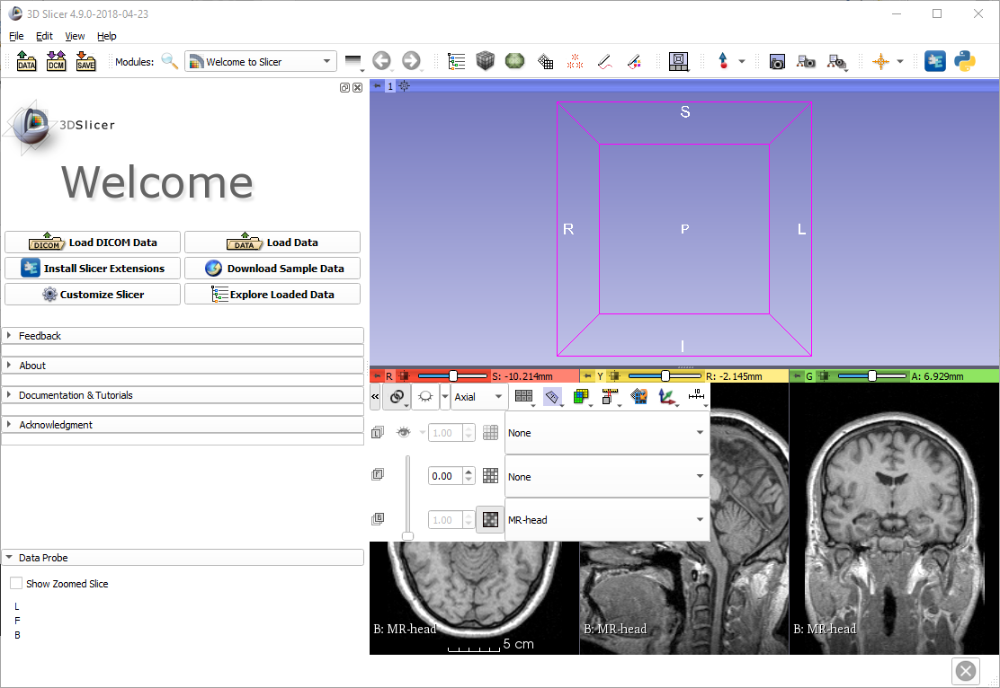 3D Slicer 4.9.0-2018-04-23
File Edit View Help
DATA DCM SAVE Modules: Welcome to Slicer
1
3DSlicer
Welcome
DICOM Load DICOM Data DATA Load Data
Install Slicer Extensions Download Sample Data
Customize Slicer Explore Loaded Data
Feedback
About
Documentation & Tutorials
Acknowledgment
Data Probe
Show Zoomed Slice
L
F
B
S
R P L
I
R S: -10.214mm Y R: -2.145mm G A: 6.929mm
Axial 10
1.00 None
F 0.00 None
B 1.00 MR-head
B: MR-head B: MR-head B: MR-head
5 cm